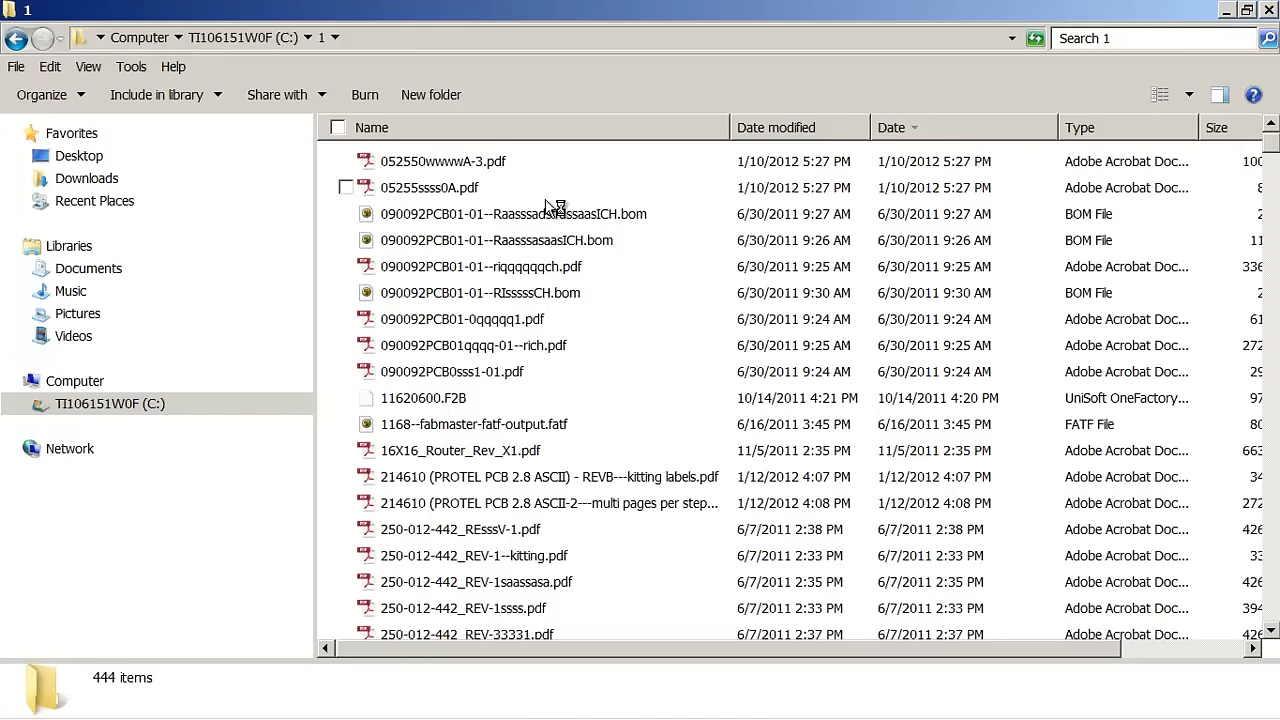 1
Computer TI106151W0F (C:) 1
Search 1
File Edit View Tools Help
Organize Include in library Share with Burn New folder
Name Date modified Date Type Size
Favorites
Desktop
Downloads
Recent Places
Libraries
Documents
Music
Pictures
Videos
Computer
TI106151W0F (C:)
Network
052550wwwwA-3.pdf 1/10/2012 5:27 PM 1/10/2012 5:27 PM Adobe Acrobat Doc... 100
05255ssss0A.pdf 1/10/2012 5:27 PM 1/10/2012 5:27 PM Adobe Acrobat Doc... 8
6/30/2011 9:27 AM 6/30/2011 9:27 AM BOM File 2
090092PCB01-01--RaasssasaasICH.bom 6/30/2011 9:26 AM 6/30/2011 9:26 AM BOM File 11
090092PCB01-01--riqqqqqqch.pdf 6/30/2011 9:25 AM 6/30/2011 9:25 AM Adobe Acrobat Doc... 336
090092PCB01-01--RIsssssCH.bom 6/30/2011 9:30 AM 6/30/2011 9:30 AM BOM File 2
090092PCB01-0qqqqq1.pdf 6/30/2011 9:24 AM 6/30/2011 9:24 AM Adobe Acrobat Doc... 61
090092PCB01qqqq-01--rich.pdf 6/30/2011 9:25 AM 6/30/2011 9:25 AM Adobe Acrobat Doc... 272
090092PCB0sss1-01.pdf 6/30/2011 9:24 AM 6/30/2011 9:24 AM Adobe Acrobat Doc... 29
11620600.F2B 10/14/2011 4:21 PM 10/14/2011 4:20 PM UniSoft OneFactory... 97
1168--fabmaster-fatf-output.fatf 6/16/2011 3:45 PM 6/16/2011 3:45 PM FATF File 80
16X16_Router_Rev_X1.pdf 11/5/2011 2:35 PM 11/5/2011 2:35 PM Adobe Acrobat Doc... 663
214610 (PROTEL PCB 2.8 ASCII) - REVB---kitting labels.pdf 1/12/2012 4:07 PM 1/12/2012 4:07 PM Adobe Acrobat Doc... 34
214610 (PROTEL PCB 2.8 ASCII-2---multi pages per step... 1/12/2012 4:08 PM 1/12/2012 4:08 PM Adobe Acrobat Doc... 272
250-012-442_REsssV-1.pdf 6/7/2011 2:38 PM 6/7/2011 2:38 PM Adobe Acrobat Doc... 426
250-012-442_REV-1--kitting.pdf 6/7/2011 2:33 PM 6/7/2011 2:33 PM Adobe Acrobat Doc... 33
250-012-442_REV-1saassasa.pdf 6/7/2011 2:35 PM 6/7/2011 2:35 PM Adobe Acrobat Doc... 426
250-012-442_REV-1ssss.pdf 6/7/2011 2:33 PM 6/7/2011 2:33 PM Adobe Acrobat Doc... 394
250-012-442_REV-33331.pdf 6/7/2011 2:37 PM 6/7/2011 2:37 PM Adobe Acrobat Doc... 426
444 items